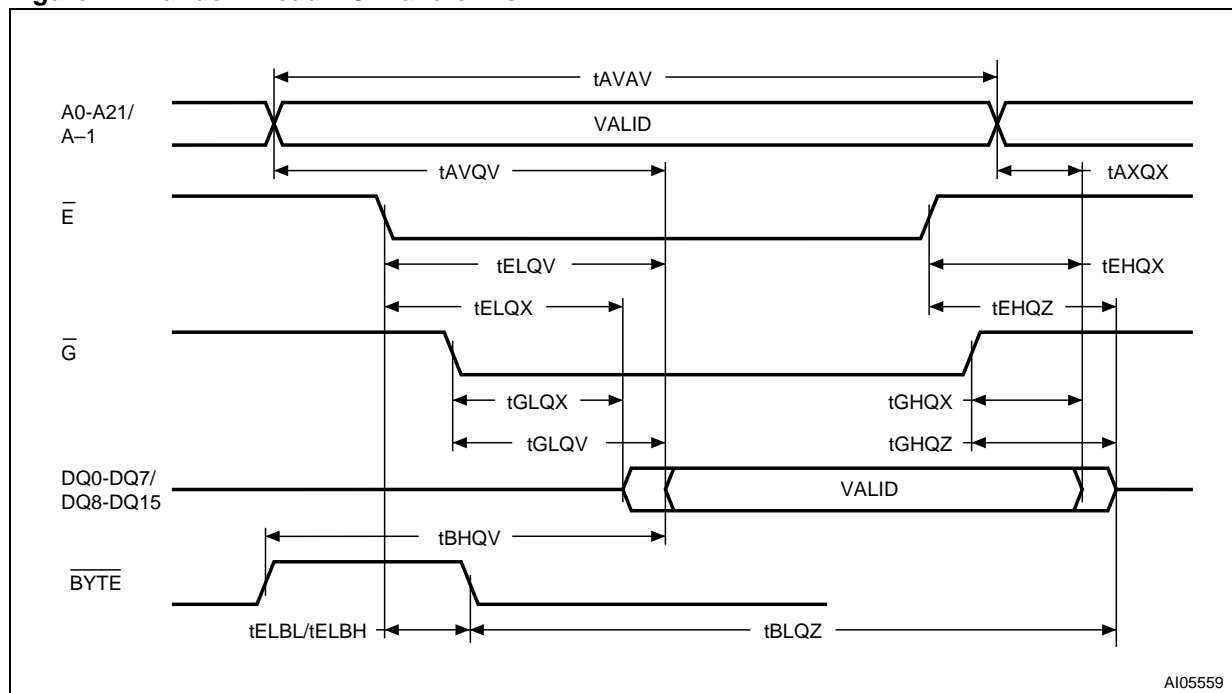 tAVAV
A0-A21/
A–1
VALID
tAVQV
tAXQX
E
tELQV
tEHQX
tELQX
tEHQZ
G
tGLQX
tGHQX
tGLQV
tGHQZ
DQ0-DQ7/
DQ8-DQ15
VALID
tBHQV
BYTE
tELBL/tELBH
tBLQZ
AI05559